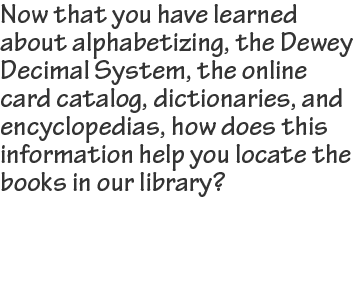 Now that you have learned
about alphabetizing, the Dewey
Decimal System, the online
card catalog, dictionaries, and
encyclopedias, how does this
information help you locate the
books in our library?